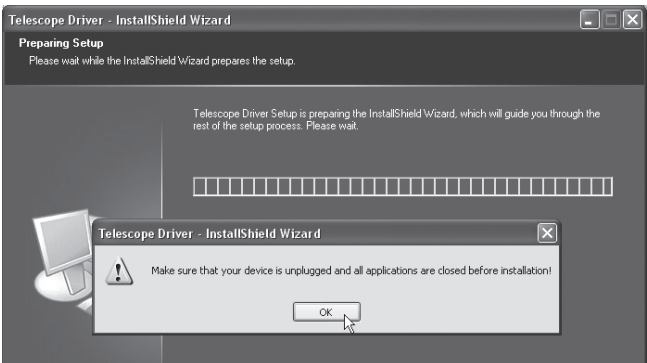 Telescope Driver - InstallShield Wizard
Preparing Setup
Please wait while the InstallShield Wizard prepares the setup.
Telescope Driver Setup is preparing the InstallShield Wizard, which will guide you through the
rest of the setup process. Please wait.
Telescope Driver - InstallShield Wizard
Make sure that your device is unplugged and all applications are closed before installation!
OK